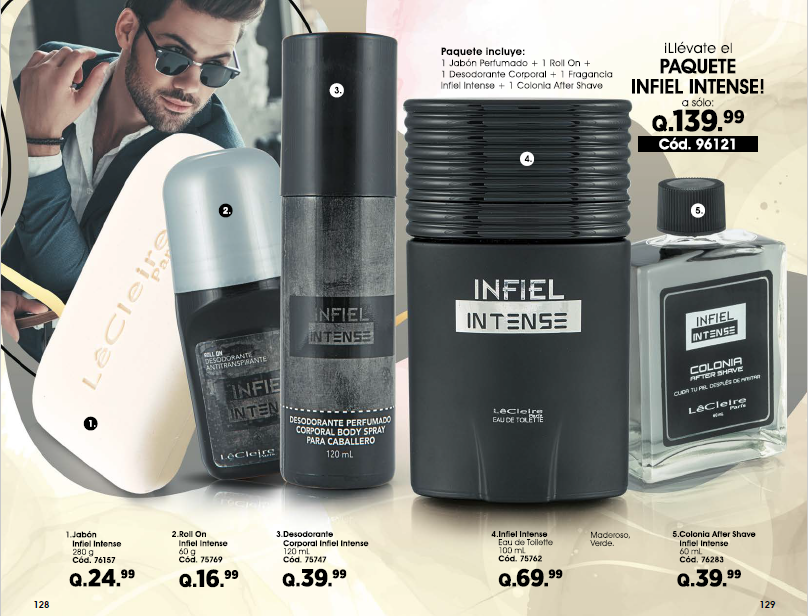 Paquete incluye:
1 Jabón Perfumado + 1 Roll On +
1 Desodorante Corporal + 1 Fragancia
Infiel Intense + 1 Colonia After Shave
¡Llévate el
PAQUETE
INFIEL INTENSE!
a sólo:
Q.139.99
Cód. 96121
1.
LêCleire
Paris
2.
ROLL ON
DESODORANTE
ANTITRANSPIRANTE
INFIEL
INTENSE
LêCleire
3.
INFIEL
INTENSE
DESODORANTE PERFUMADO
CORPORAL BODY SPRAY
PARA CABALLERO
120 mL
4.
INFIEL
INTENSE
LêCleire
Paris
EAU DE TOILETTE
5.
INFIEL
INTENSE
COLONIA
AFTER SHAVE
CUIDA TU PIEL DESPUÉS DE AFEITAR
LêCleire
Paris
60 mL
1.Jabón
Infiel Intense
280 g
Cód. 76157
Q.24.99
2.Roll On
Infiel Intense
60 g
Cód. 75769
Q.16.99
3.Desodorante
Corporal Infiel Intense
120 mL
Cód. 75747
Q.39.99
4.Infiel Intense
Eau de Toilette
100 mL
Cód. 75762
Q.69.99
Maderoso,
Verde.
5.Colonia After Shave
Infiel Intense
60 mL
Cód. 76283
Q.39.99
128
129